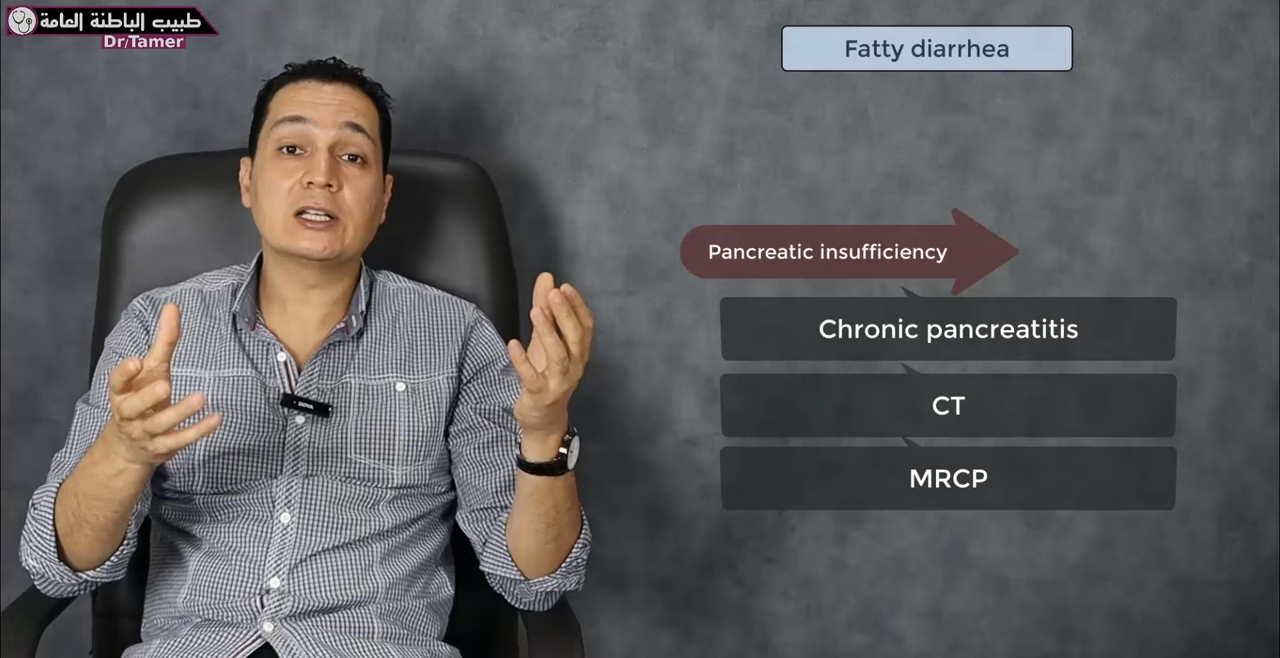 طبيب الباطنة العامة
Dr/Tamer
Fatty diarrhea
Pancreatic insufficiency
Chronic pancreatitis
CT
MRCP